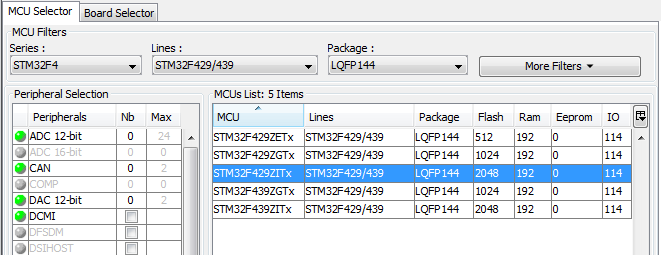 MCU Selector Board Selector
MCU Filters
Series : Lines : Package :
STM32F4 STM32F429/439 LQFP144 More Filters
Peripheral Selection MCUs List: 5 Items
Peripherals Nb Max MCU Lines Package Flash Ram Eeprom IO
ADC 12-bit 0 24 STM32F429ZETx STM32F429/439 LQFP144 512 192 0 114
ADC 16-bit 0 0 STM32F429ZGTx STM32F429/439 LQFP144 1024 192 0 114
CAN 0 2 STM32F429ZITx STM32F429/439 LQFP144 2048 192 0 114
COMP 0 0 STM32F439ZGTx STM32F429/439 LQFP144 1024 192 0 114
DAC 12-bit 0 2 STM32F439ZITx STM32F429/439 LQFP144 2048 192 0 114
DCMI
DFSDM
DSIHOST